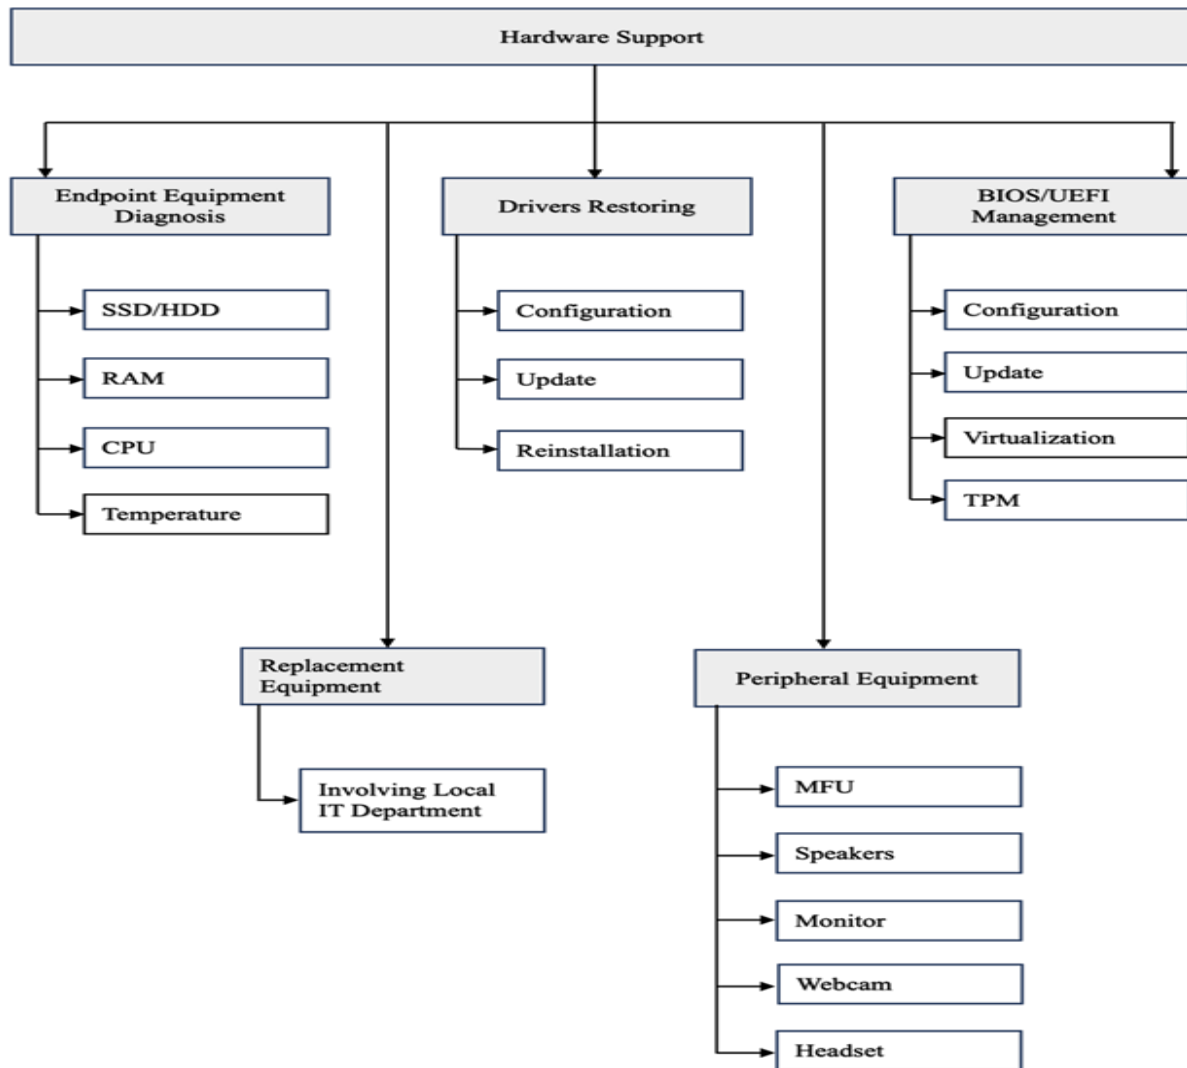 Hardware Support
Endpoint Equipment
Diagnosis
SSD/HDD
RAM
CPU
Temperature
Drivers Restoring
Configuration
Update
Reinstallation
BIOS/UEFI
Management
Configuration
Update
Virtualization
TPM
Replacement
Equipment
Involving Local
IT Department
Peripheral Equipment
MFU
Speakers
Monitor
Webcam
Headset